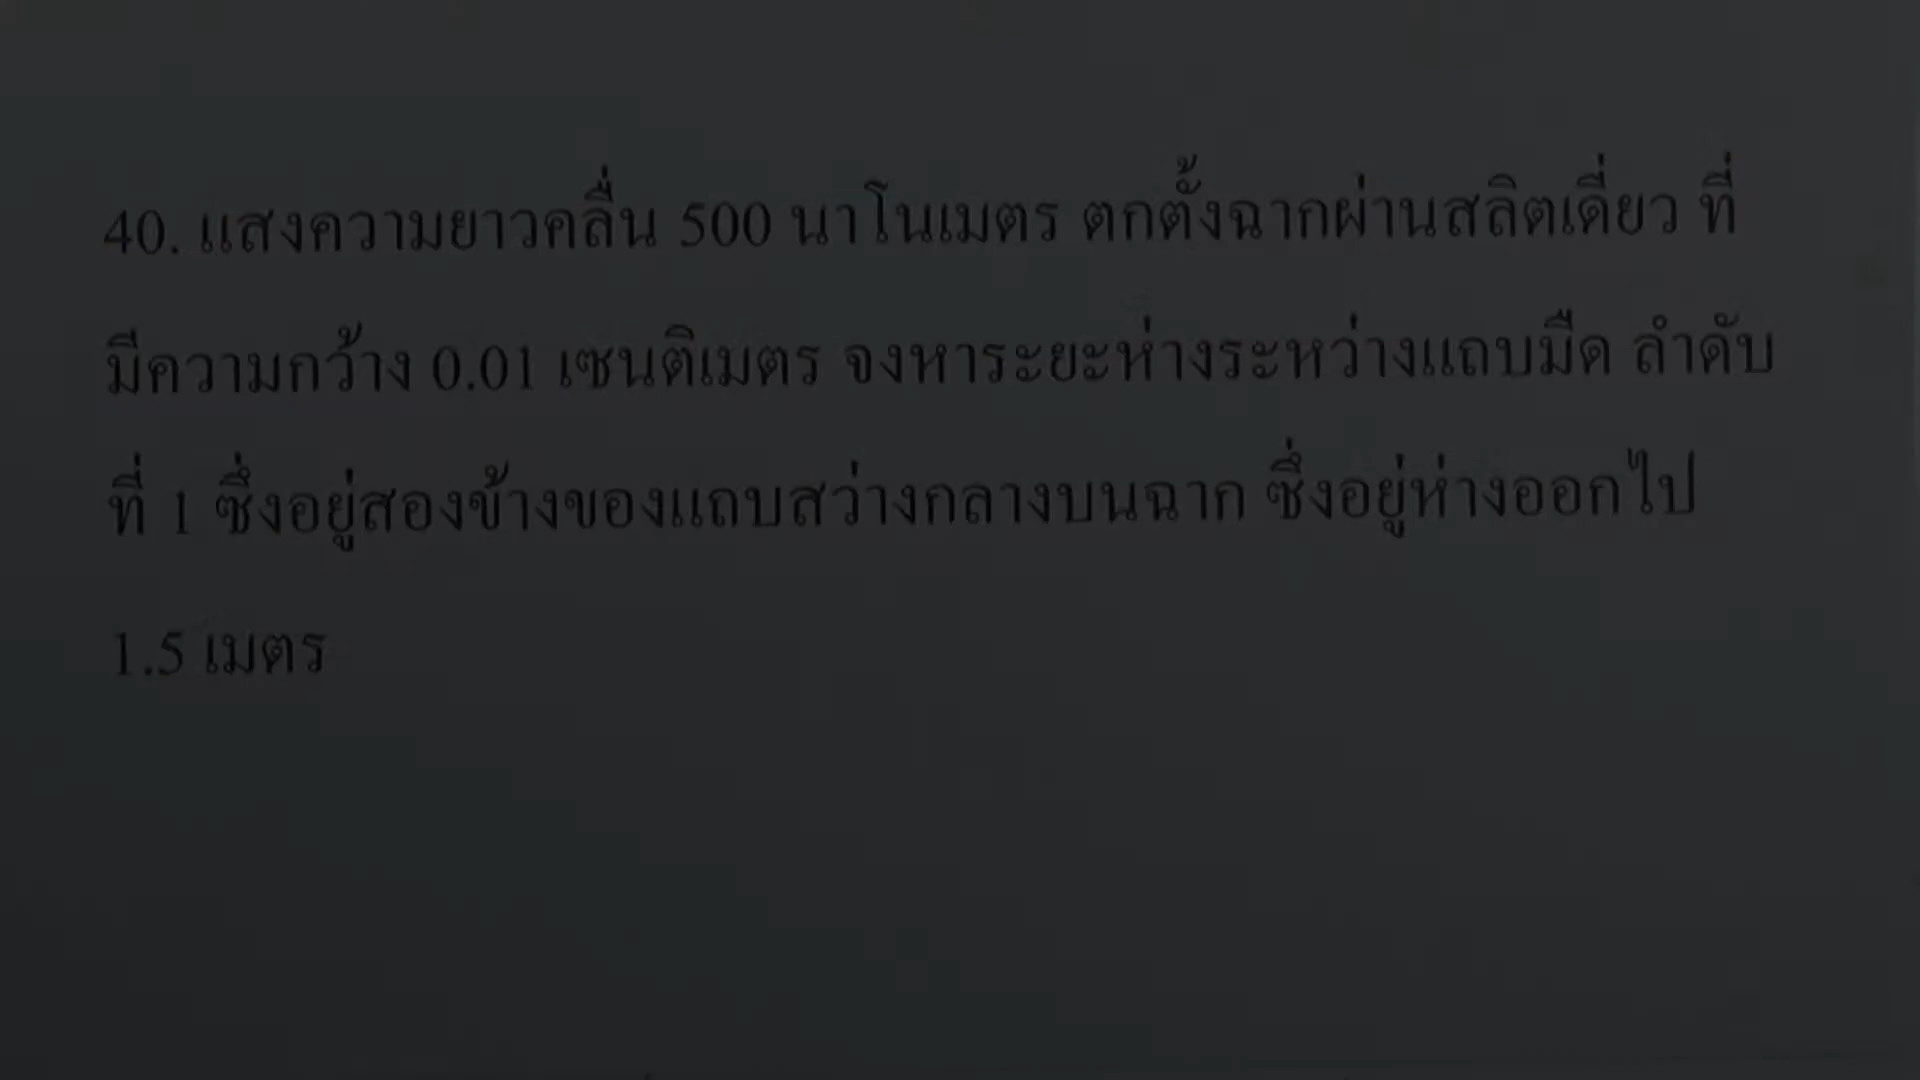 40. แสงความยาวคลื่น 500 นาโนเมตร ตกตั้งฉากผ่านสลิตเดี่ยว ที่
มีความกว้าง 0.01 เซนติเมตร จงหาระยะห่างระหว่างแถบมืด ลำดับ
ที่ 1 ซึ่งอยู่สองข้างของแถบสว่างกลางบนฉาก ซึ่งอยู่ห่างออกไป
1.5 เมตร